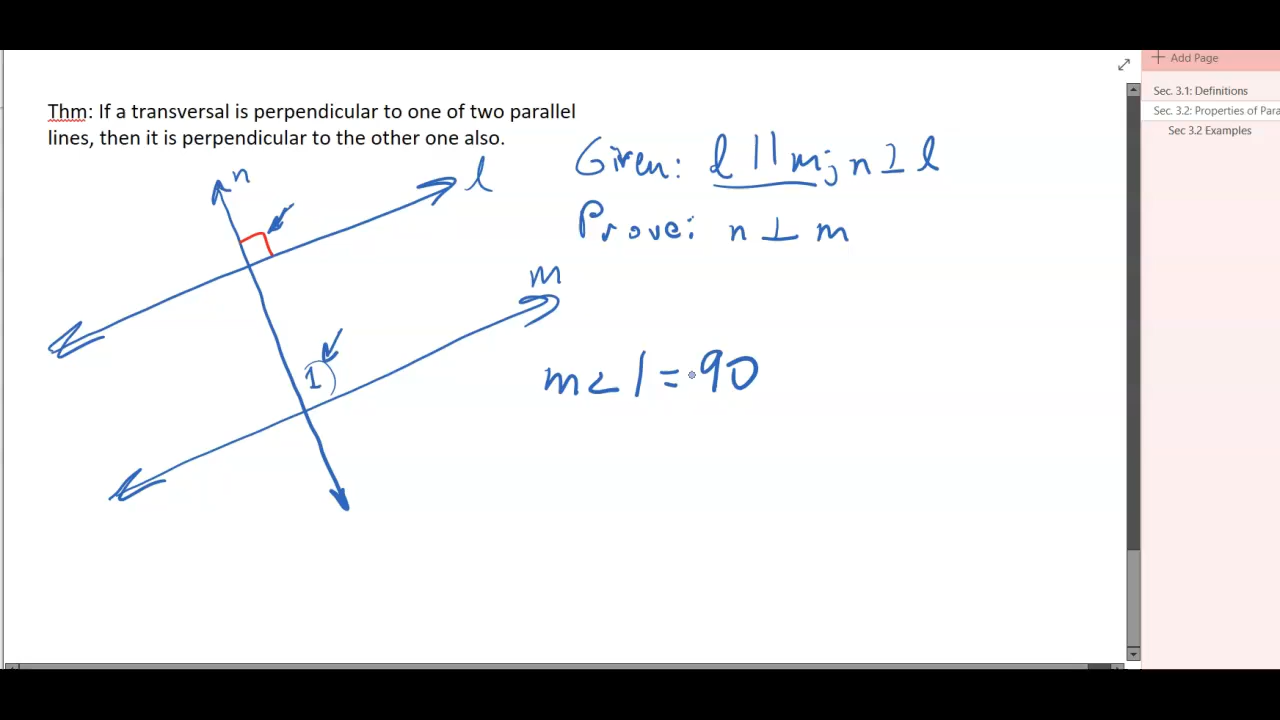 Thm: If a transversal is perpendicular to one of two parallel
lines, then it is perpendicular to the other one also.
Given: l || m; n ⊥ l
Prove: n ⊥ m
n
l
m
1
m< 1 = 90
Add Page
Sec. 3.1: Definitions
Sec. 3.2: Properties of Para
Sec 3.2 Examples